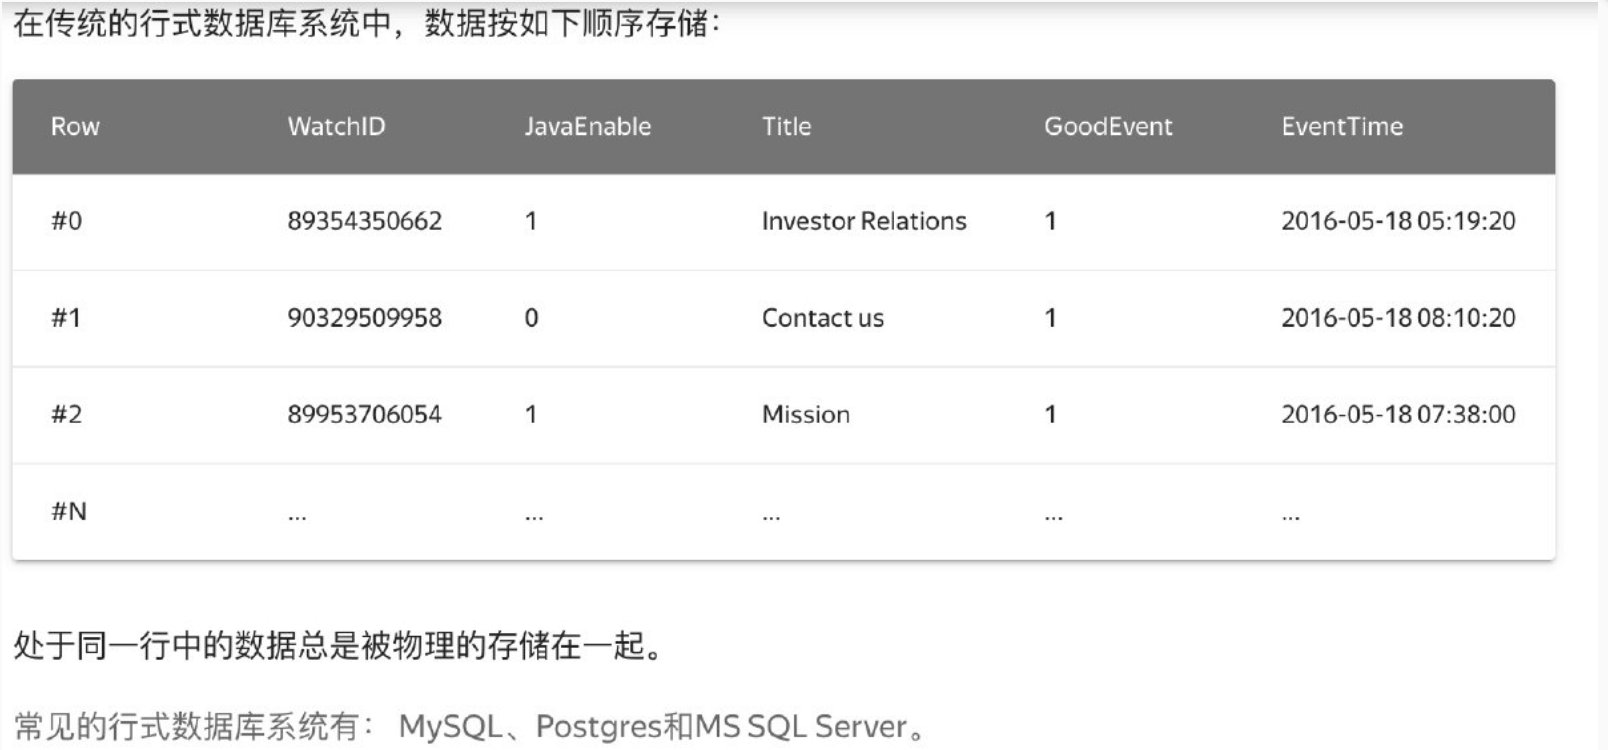 在传统的行式数据库系统中，数据按如下顺序存储：
Row WatchID JavaEnable Title GoodEvent EventTime
#0 89354350662 1 Investor Relations 1 2016-05-18 05:19:20
#1 90329509958 0 Contact us 1 2016-05-18 08:10:20
#2 89953706054 1 Mission 1 2016-05-18 07:38:00
#N ... ... ... ... ...
处于同一行中的数据总是被物理的存储在一起。
常见的行式数据库系统有： MySQL、Postgres和MS SQL Server。